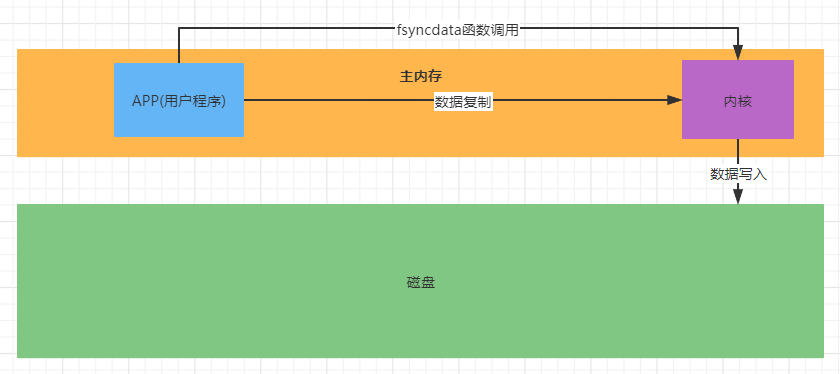 fsyncdata函数调用
主内存
APP(用户程序)
数据复制
内核
数据写入
磁盘